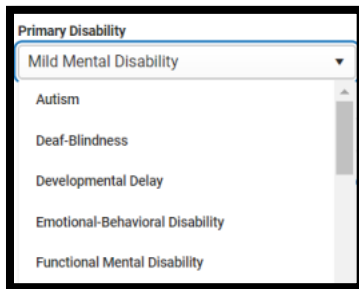 Primary Disability
Mild Mental Disability
Autism
Deaf-Blindness
Developmental Delay
Emotional-Behavioral Disability
Functional Mental Disability